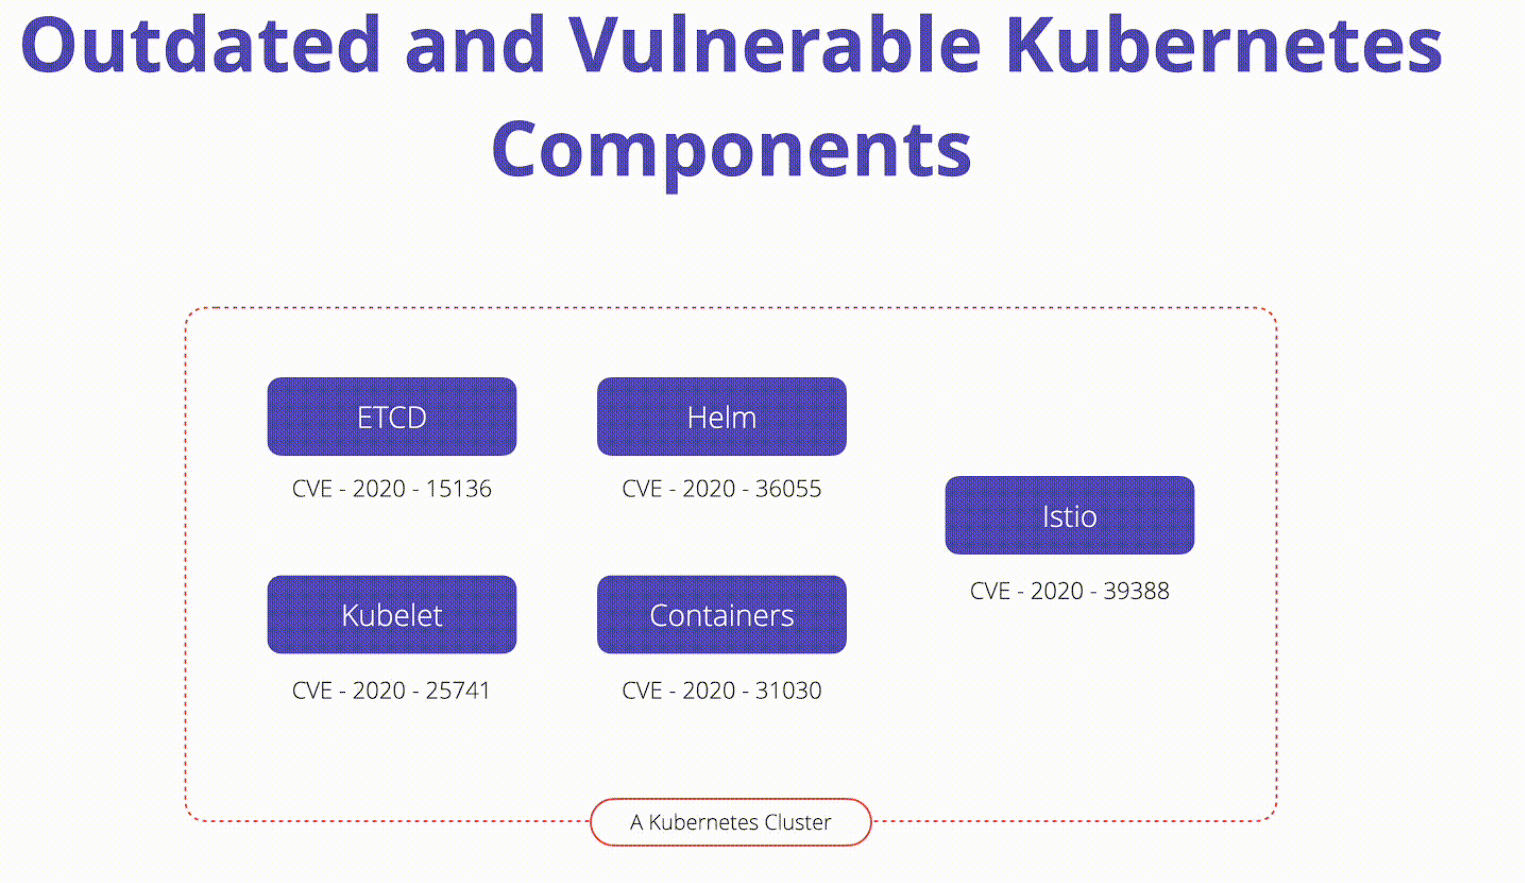 Outdated and Vulnerable Kubernetes
Components
ETCD
CVE - 2020 - 15136
Helm
CVE - 2020 - 36055
Istio
CVE - 2020 - 39388
Kubelet
CVE - 2020 - 25741
Containers
CVE - 2020 - 31030
A Kubernetes Cluster